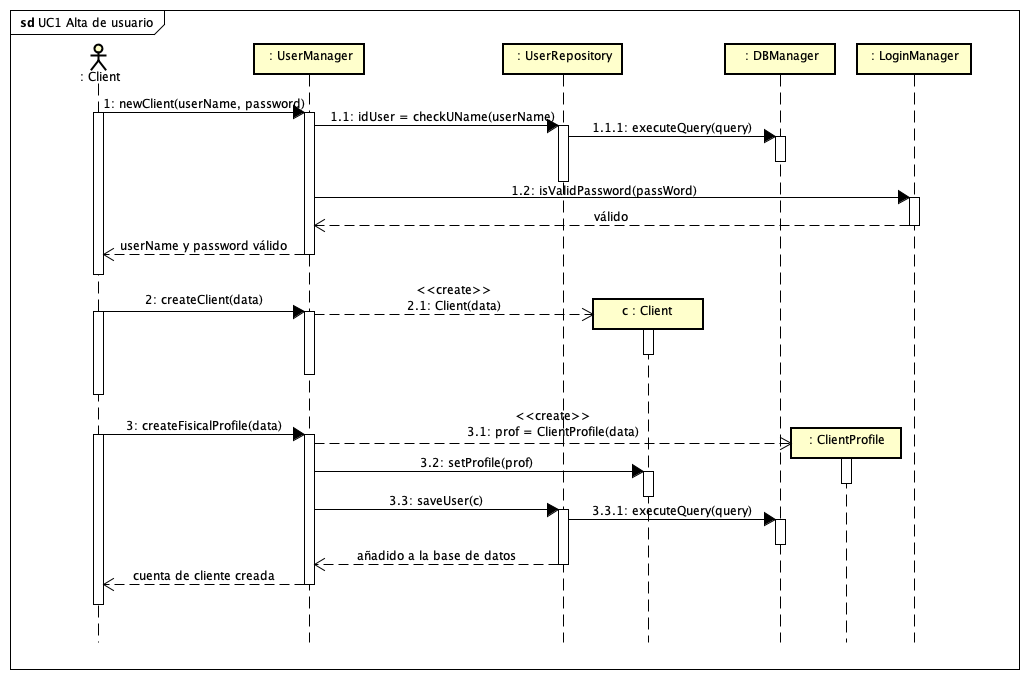 sd UC1 Alta de usuario
: Client
: UserManager
: UserRepository
: DBManager
: LoginManager
1: newClient(userName, password)
1.1: idUser = checkUName(userName)
1.1.1: executeQuery(query)
1.2: isValidPassword(passWord)
válido
userName y password válido
2: createClient(data)
<<create>>
2.1: Client(data)
c : Client
3: createFisicalProfile(data)
<<create>>
3.1: prof = ClientProfile(data)
: ClientProfile
3.2: setProfile(prof)
3.3: saveUser(c)
3.3.1: executeQuery(query)
añadido a la base de datos
cuenta de cliente creada